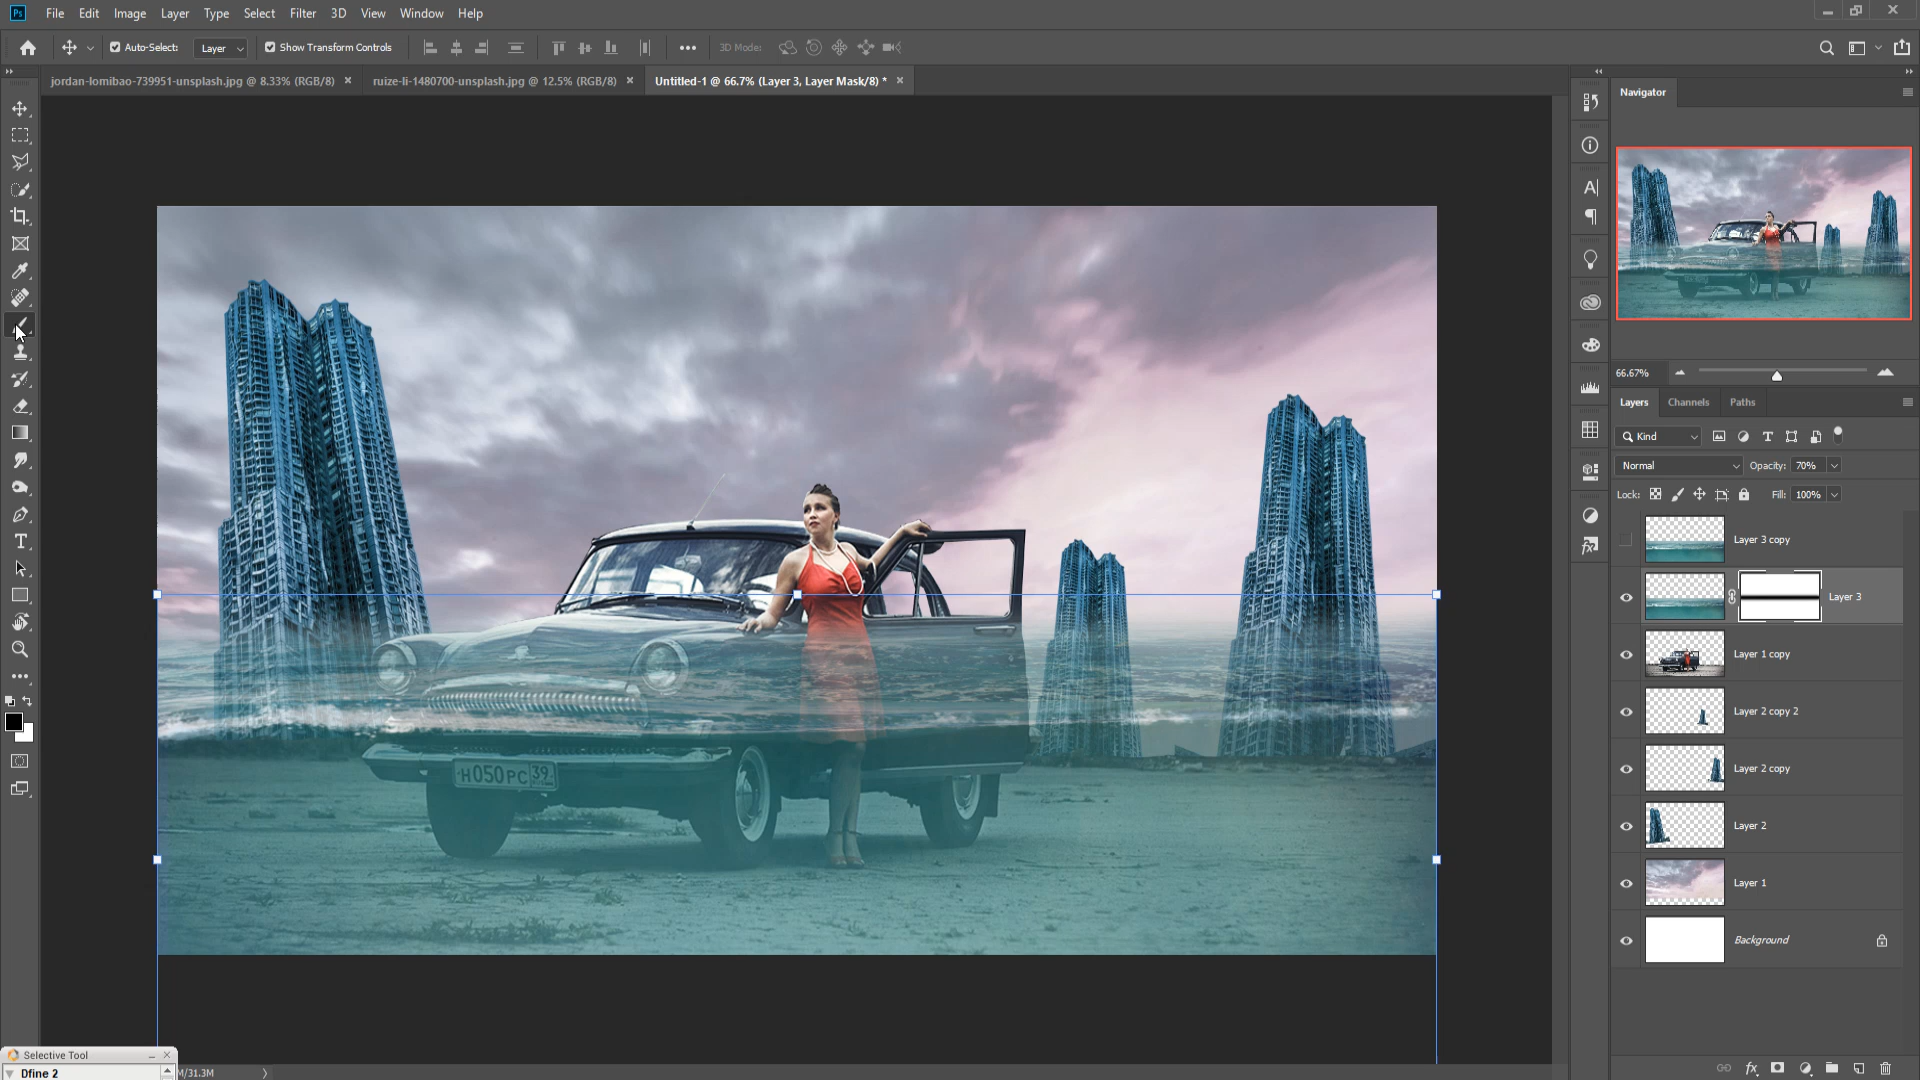 Ps File Edit Image Layer Type Select Filter 3D View Window Help
Auto-Select: Layer Show Transform Controls 3D Mode:
jordan-lomibao-739951-unsplash.jpg @ 8.33% (RGB/8) × ruize-li-1480700-unsplash.jpg @ 12.5% (RGB/8) × Untitled-1 @ 66.7% (Layer 3, Layer Mask/8) * ×
Navigator
66.67%
Layers Channels Paths
Kind
Normal Opacity: 70%
Lock: Fill: 100%
Layer 3 copy
Layer 3
Layer 1 copy
Layer 2 copy 2
Layer 2 copy
Layer 2
Layer 1
Background
Н050РС 39
Selective Tool
Dfine 2
M/31.3M